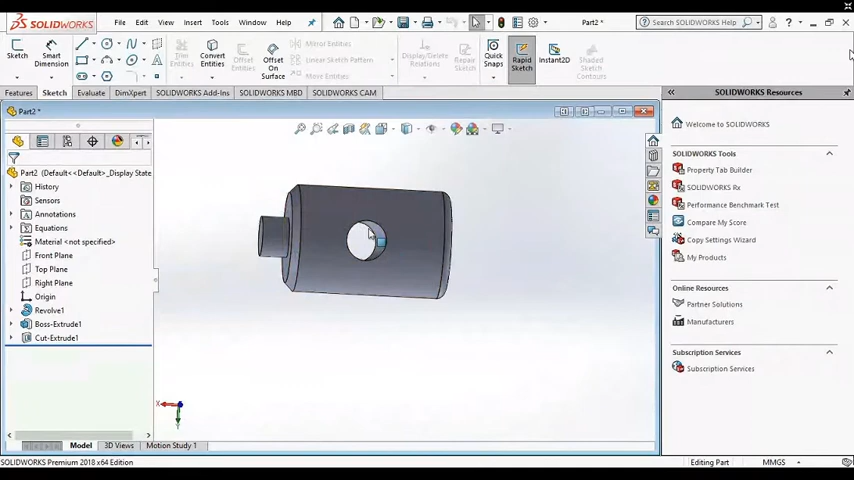 SOLIDWORKS
File Edit View Insert Tools Window Help
Part2 *
Search SOLIDWORKS Help
Sketch
Smart Dimension
Trim Entities
Convert Entities
Offset Entities
Offset On Surface
Mirror Entities
Linear Sketch Pattern
Move Entities
Display/Delete Relations
Repair Sketch
Quick Snaps
Rapid Sketch
Instant2D
Shaded Sketch Contours
Features Sketch Evaluate DimXpert SOLIDWORKS Add-Ins SOLIDWORKS MBD SOLIDWORKS CAM
SOLIDWORKS Resources
Part2 *
Part2 (Default<<Default>_Display State
History
Sensors
Annotations
Equations
Material <not specified>
Front Plane
Top Plane
Right Plane
Origin
Revolve1
Boss-Extrude1
Cut-Extrude1
X
Y
Welcome to SOLIDWORKS
SOLIDWORKS Tools
Property Tab Builder
SOLIDWORKS Rx
Performance Benchmark Test
Compare My Score
Copy Settings Wizard
My Products
Online Resources
Partner Solutions
Manufacturers
Subscription Services
Subscription Services
Model 3D Views Motion Study 1
SOLIDWORKS Premium 2018 x64 Edition
Editing Part
MMGS